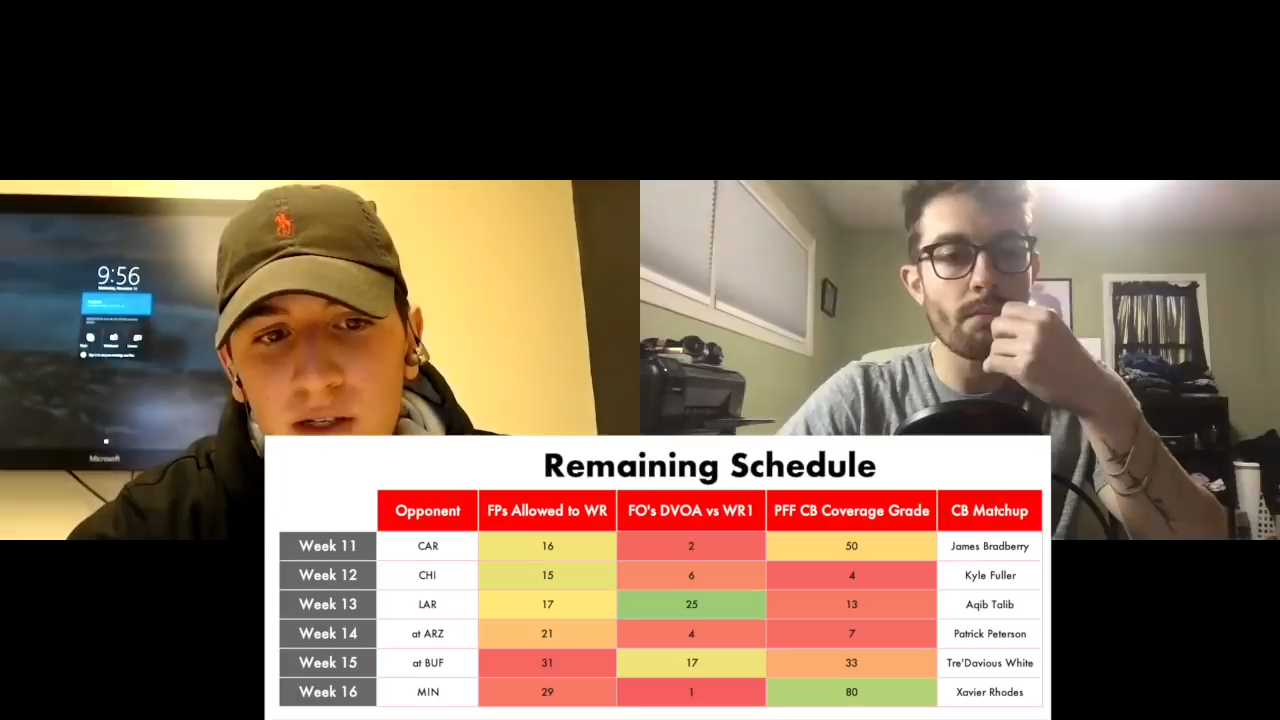 9:56
Microsoft
Remaining Schedule
Opponent FPs Allowed to WR FO's DVOA vs WR1 PFF CB Coverage Grade CB Matchup
Week 11 CAR 16 2 50 James Bradberry
Week 12 CHI 15 6 4 Kyle Fuller
Week 13 LAR 17 25 13 Aqib Talib
Week 14 at ARZ 21 4 7 Patrick Peterson
Week 15 at BUF 31 17 33 Tre'Davious White
Week 16 MIN 29 1 80 Xavier Rhodes